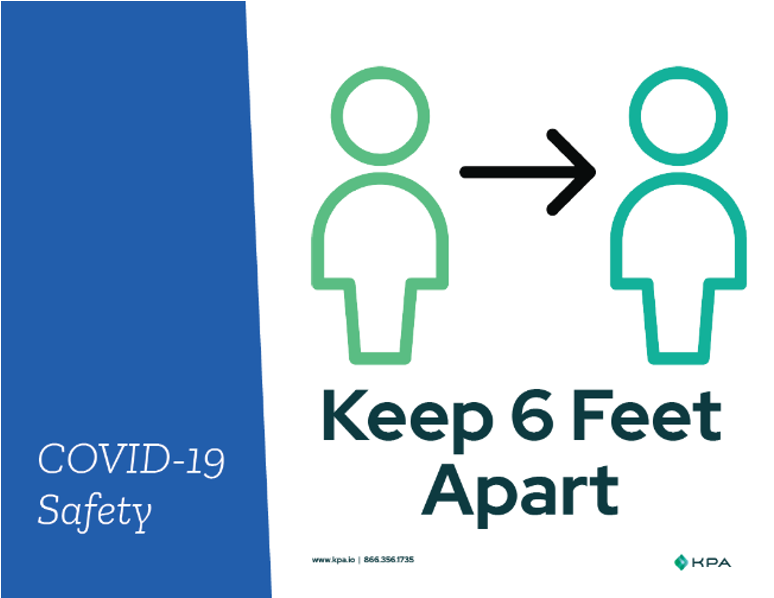 COVID-19
Safety
Keep 6 Feet
Apart
www.kpa.io | 866.356.1735
KPA